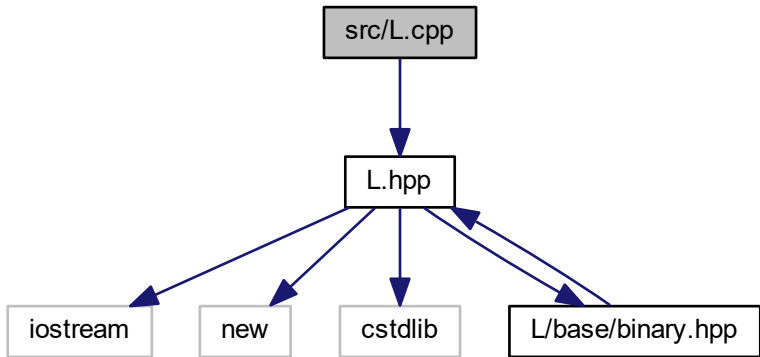 src/L.cpp
L.hpp
iostream
new
cstdlib
L/base/binary.hpp